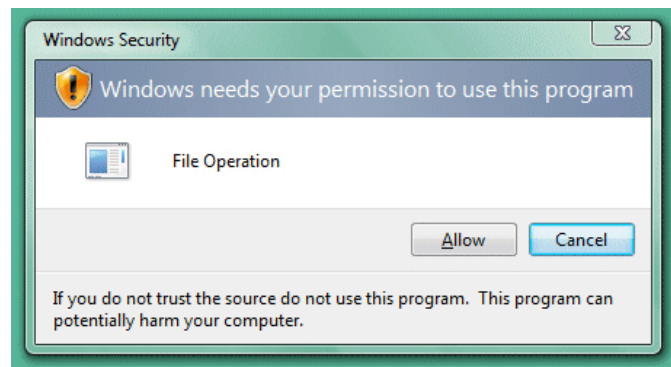 Windows Security
Windows needs your permission to use this program
File Operation
Allow Cancel
If you do not trust the source do not use this program.  This program can
potentially harm your computer.